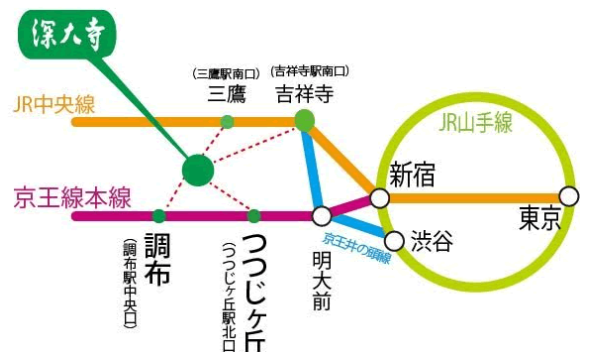 深大寺
(三鷹駅南口)
三鷹
(吉祥寺駅南口)
吉祥寺
JR中央線
JR山手線
京王線本線
新宿
東京
渋谷
京王井の頭線
明大前
調布
(調布駅中央口)
つつじヶ丘
(つつじヶ丘駅北口